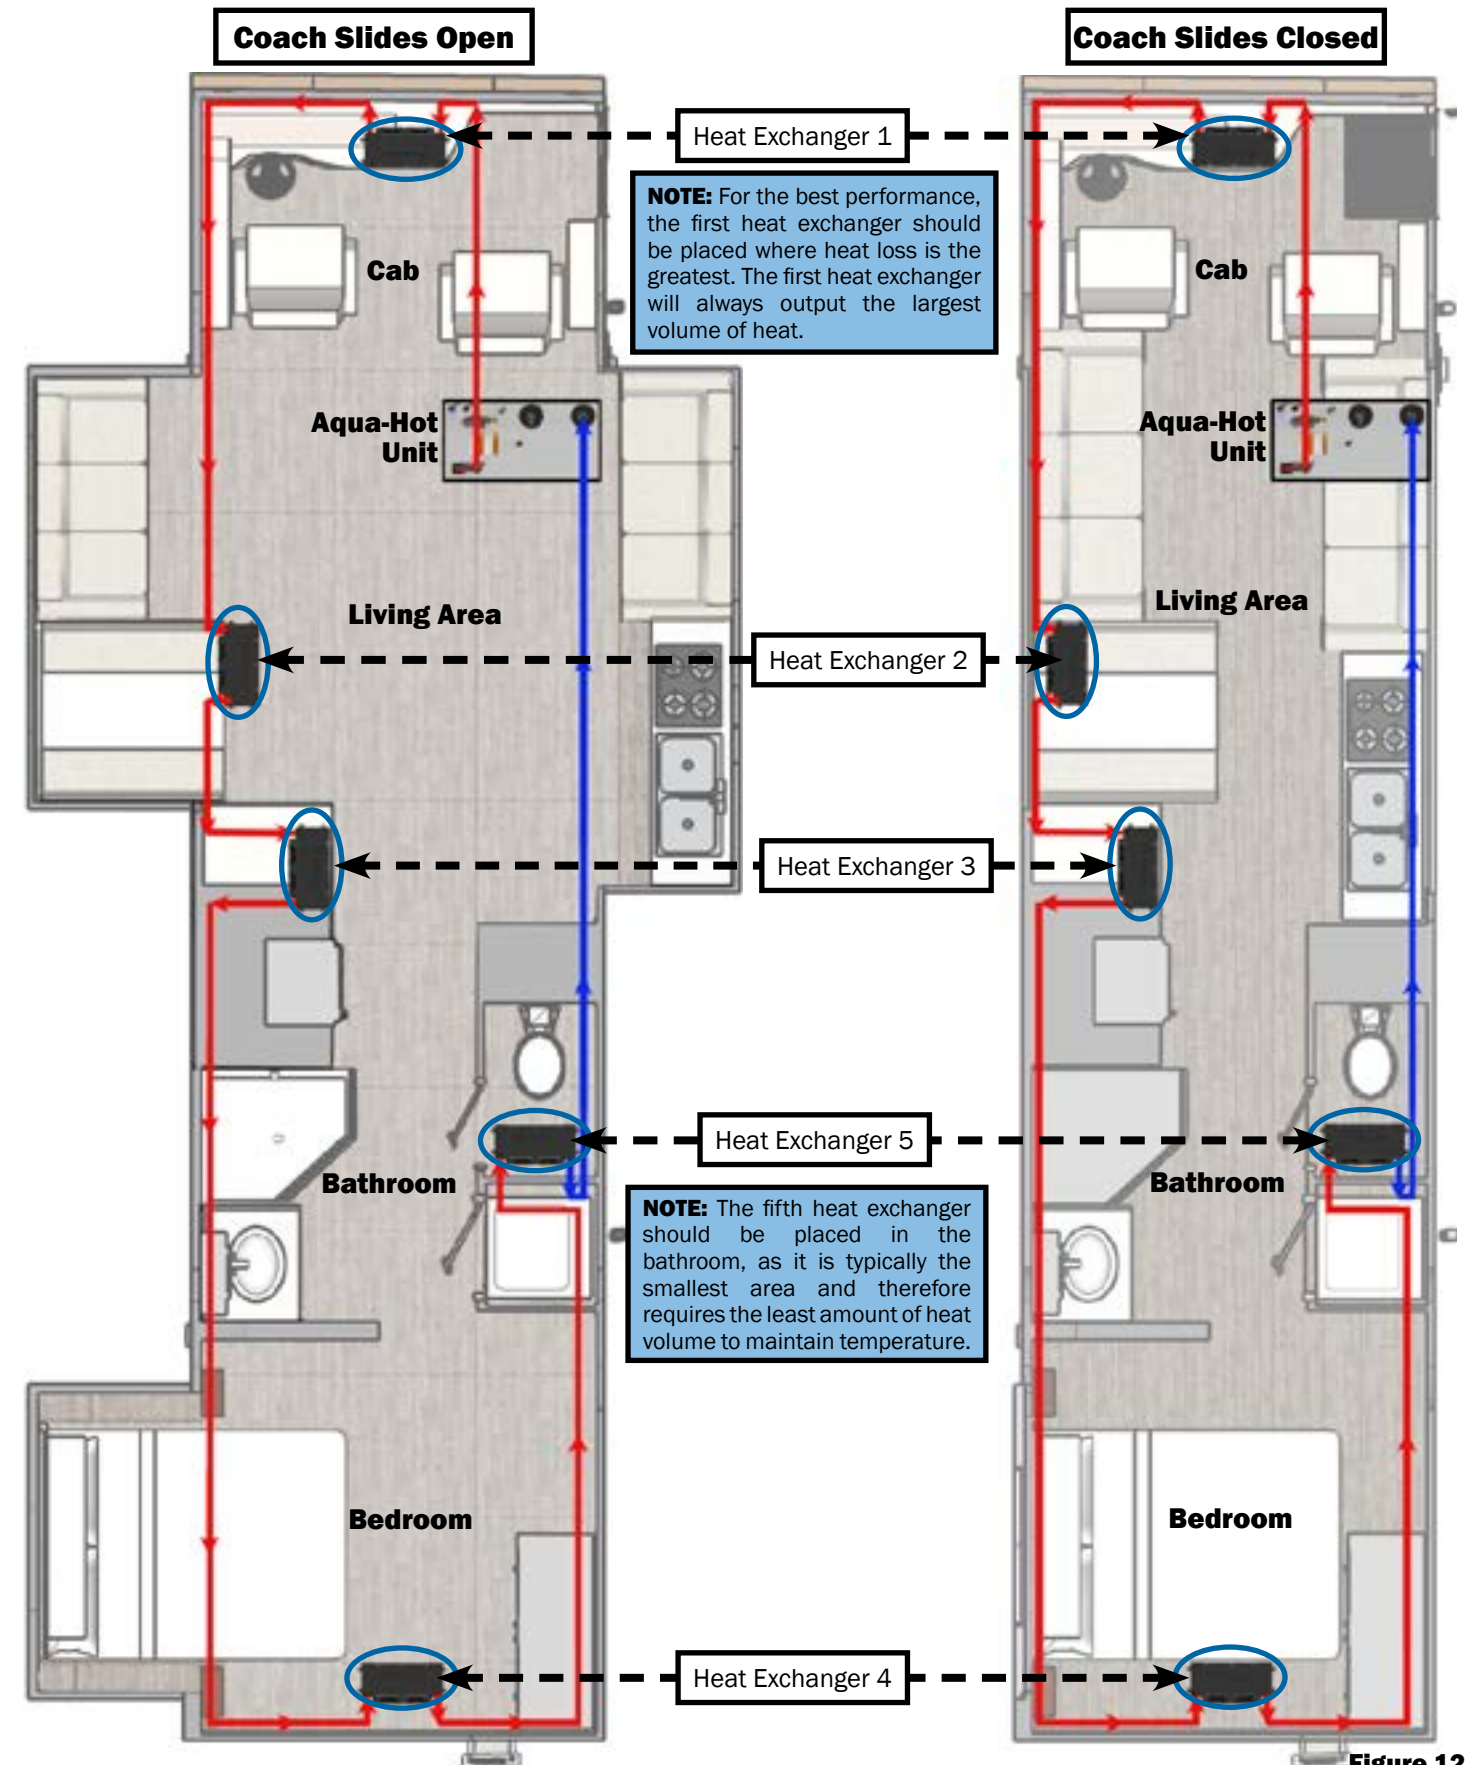 Coach Slides Open
Coach Slides Closed
Heat Exchanger 1
NOTE: For the best performance,
the first heat exchanger should
be placed where heat loss is the
greatest. The first heat exchanger
will always output the largest
volume of heat.
Cab
Cab
Aqua-Hot
Unit
Aqua-Hot
Unit
Living Area
Living Area
Heat Exchanger 2
Heat Exchanger 3
Heat Exchanger 5
Bathroom
Bathroom
NOTE: The fifth heat exchanger
should be placed in the
bathroom, as it is typically the
smallest area and therefore
requires the least amount of heat
volume to maintain temperature.
Bedroom
Bedroom
Heat Exchanger 4
Figure 12